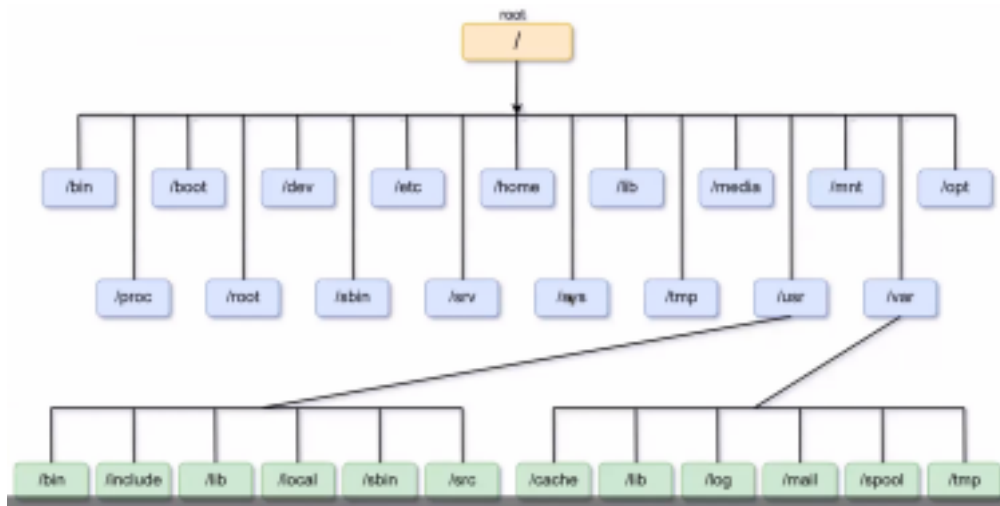 root
/
/bin /boot /dev /etc /home /lib /media /mnt /opt
/proc /root /sbin /srv /sys /tmp /usr /var
/bin /include /lib /local /sbin /src /cache /lib /log /mail /spool /tmp